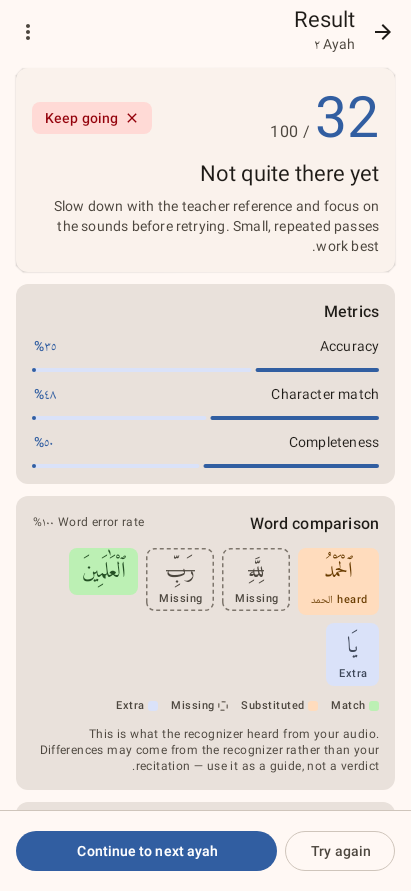 Result
Ayah ٢
Keep going
32 / 100
Not quite there yet
Slow down with the teacher reference and focus on
the sounds before retrying. Small, repeated passes
work best.
Metrics
Accuracy
%٣٥
Character match
%٤٨
Completeness
%٥٠
Word comparison
Word error rate %١٠٠
ٱلْحَمْدُ
heard الحمد
لِلَّهِ
Missing
رَبِّ
Missing
ٱلْعَٰلَمِينَ
يَا
Extra
Match
Substituted
Missing
Extra
This is what the recognizer heard from your audio.
Differences may come from the recognizer rather than your
recitation — use it as a guide, not a verdict.
Try again
Continue to next ayah